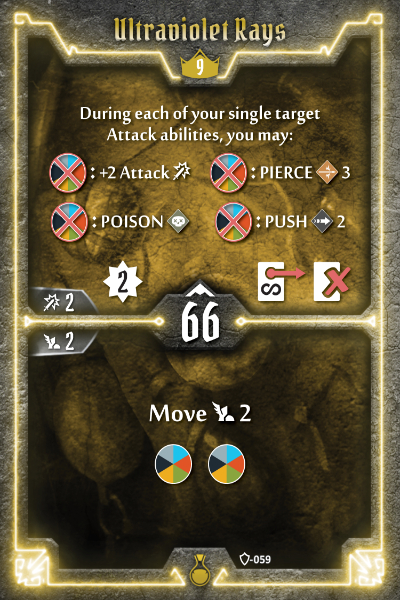 Ultraviolet Rays
9
During each of your single target
Attack abilities, you may:
: +2 Attack : PIERCE 3
: POISON : PUSH 2
2
2
66
2
Move 2
-059